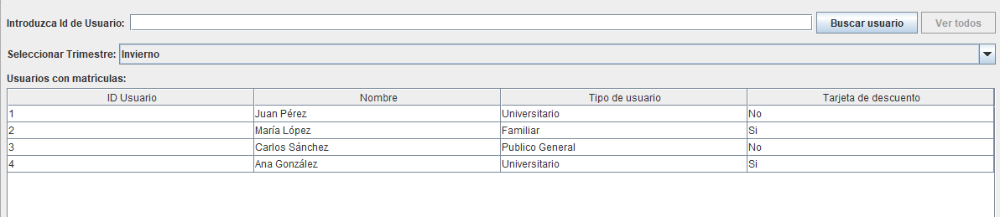 Introduzca Id de Usuario: Buscar usuario Ver todos
Seleccionar Trimestre: Invierno
Usuarios con matrículas:
ID Usuario Nombre Tipo de usuario Tarjeta de descuento
1 Juan Pérez Universitario No
2 María López Familiar Si
3 Carlos Sánchez Publico General No
4 Ana González Universitario Si